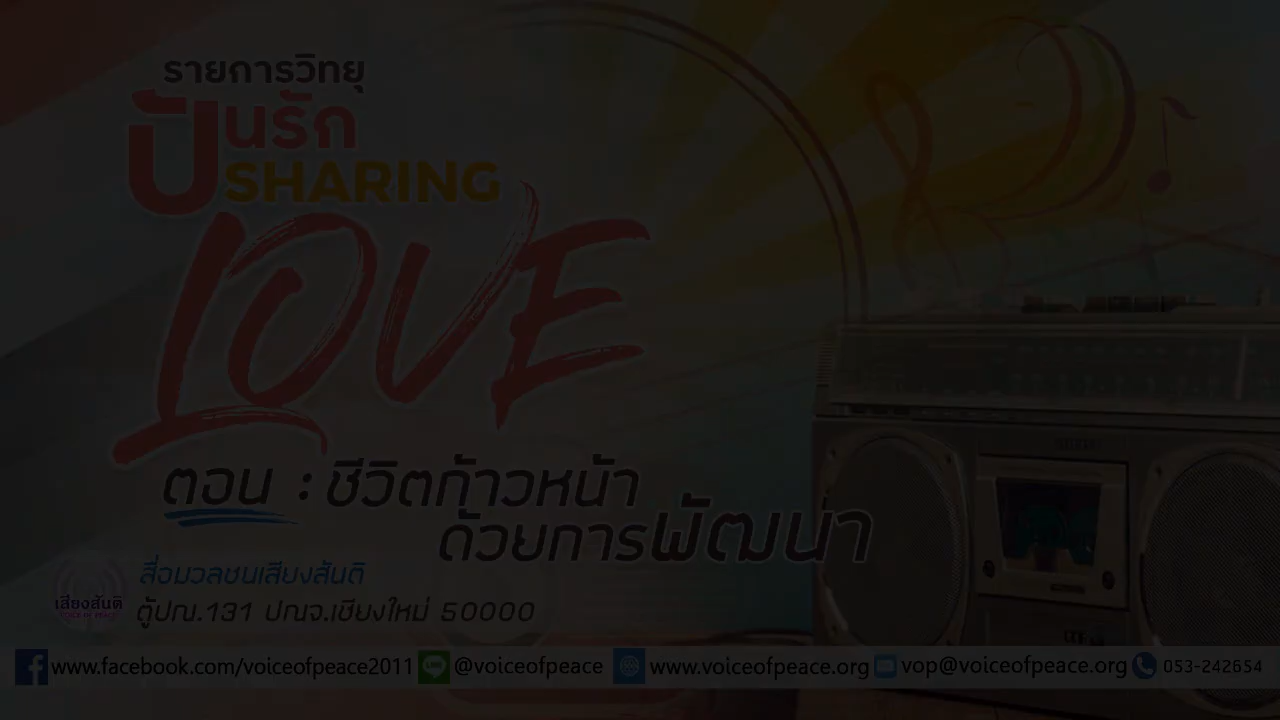 รายการวิทยุ
ปันรัก
SHARING
LOVE
ตอน : ชีวิตก้าวหน้า
ด้วยการพัฒนา
สื่อมวลชนเสียงสันติ
เสียงสันติ
VOICE OF PEACE
ตู้ปณ.131 ปณจ.เชียงใหม่ 50000
www.facebook.com/voiceofpeace2011 @voiceofpeace www.voiceofpeace.org vop@voiceofpeace.org 053-242654